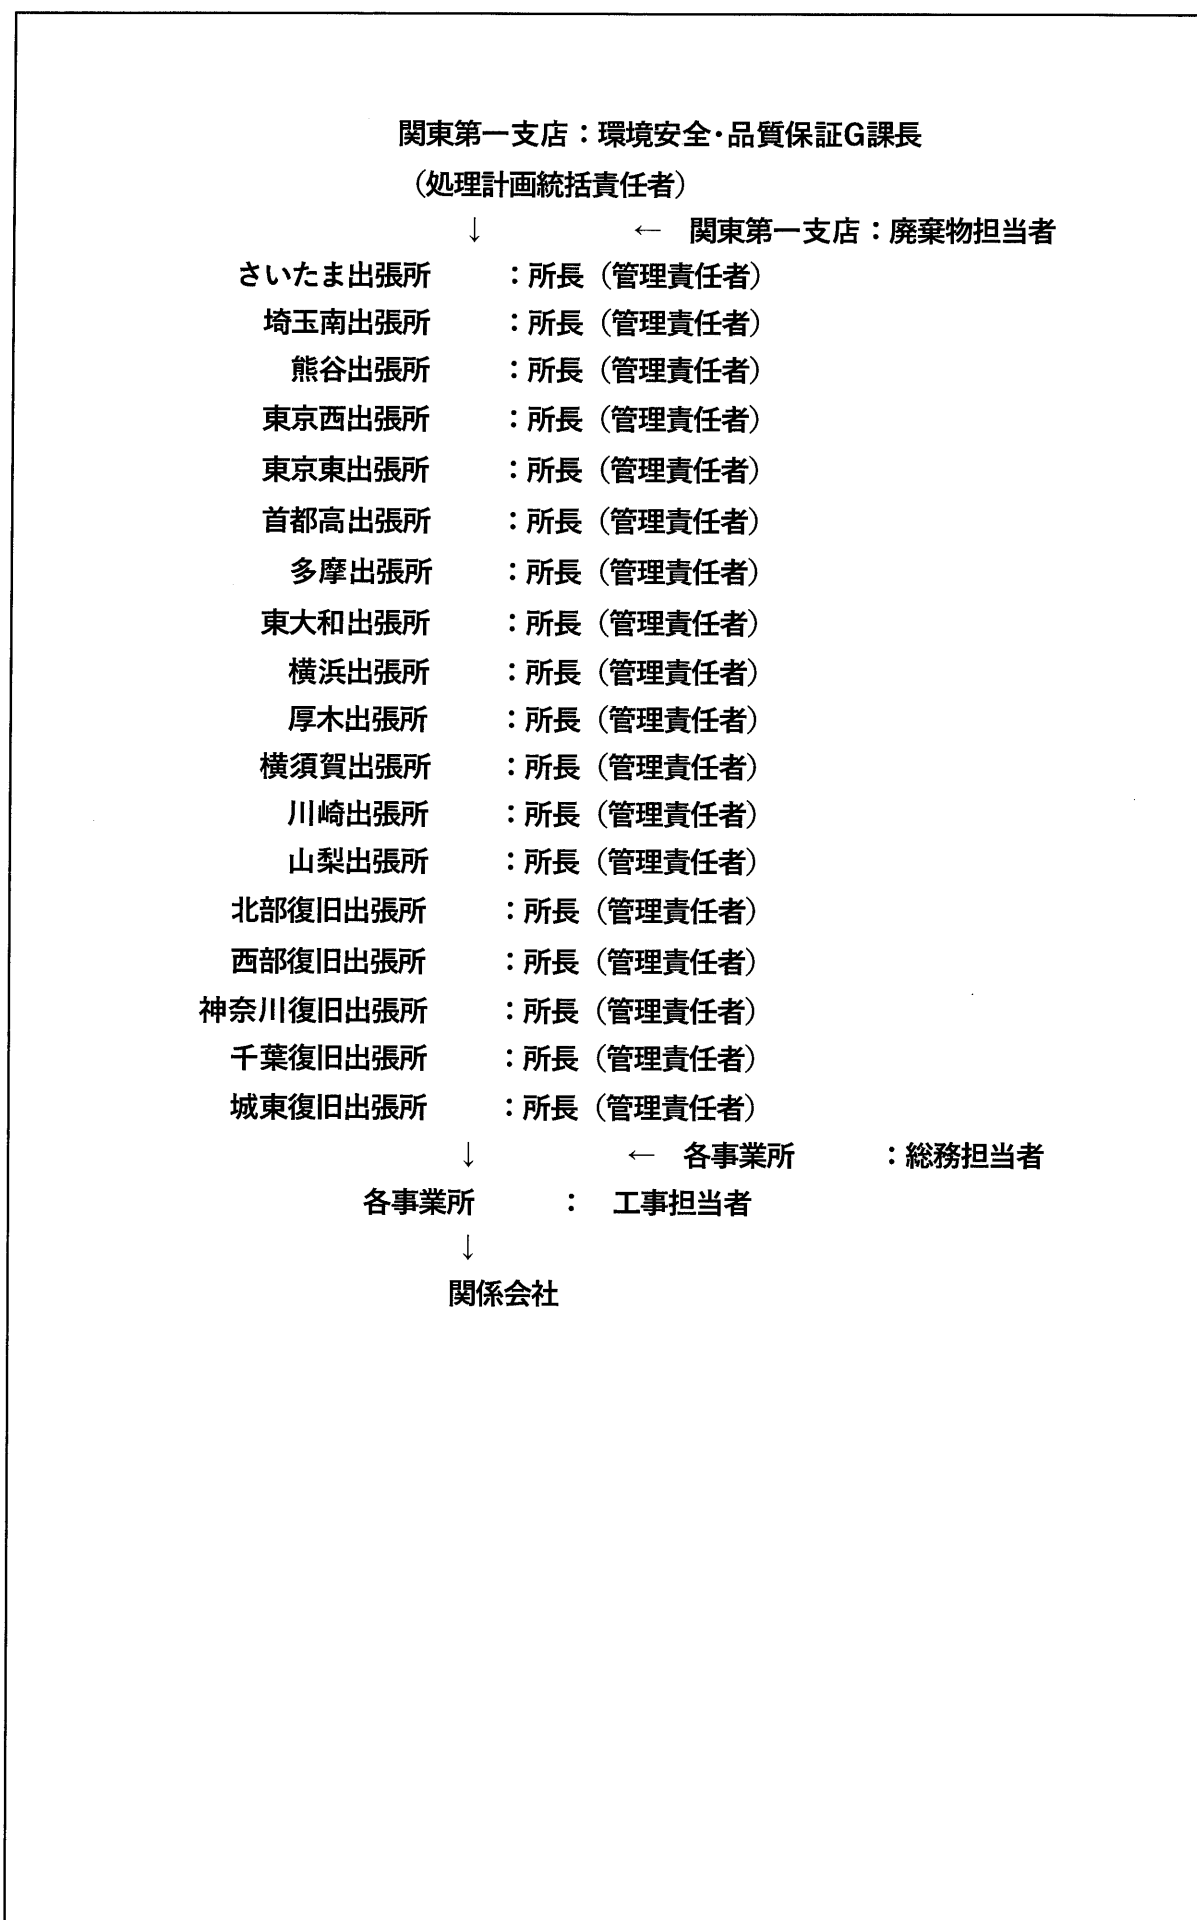 関東第一支店：環境安全・品質保証G課長
（処理計画統括責任者）
↓ ← 関東第一支店：廃棄物担当者
さいたま出張所 ：所長（管理責任者）
埼玉南出張所 ：所長（管理責任者）
熊谷出張所 ：所長（管理責任者）
東京西出張所 ：所長（管理責任者）
東京東出張所 ：所長（管理責任者）
首都高出張所 ：所長（管理責任者）
多摩出張所 ：所長（管理責任者）
東大和出張所 ：所長（管理責任者）
横浜出張所 ：所長（管理責任者）
厚木出張所 ：所長（管理責任者）
横須賀出張所 ：所長（管理責任者）
川崎出張所 ：所長（管理責任者）
山梨出張所 ：所長（管理責任者）
北部復旧出張所 ：所長（管理責任者）
西部復旧出張所 ：所長（管理責任者）
神奈川復旧出張所 ：所長（管理責任者）
千葉復旧出張所 ：所長（管理責任者）
城東復旧出張所 ：所長（管理責任者）
↓ ← 各事業所 ：総務担当者
各事業所 ： 工事担当者
↓
関係会社